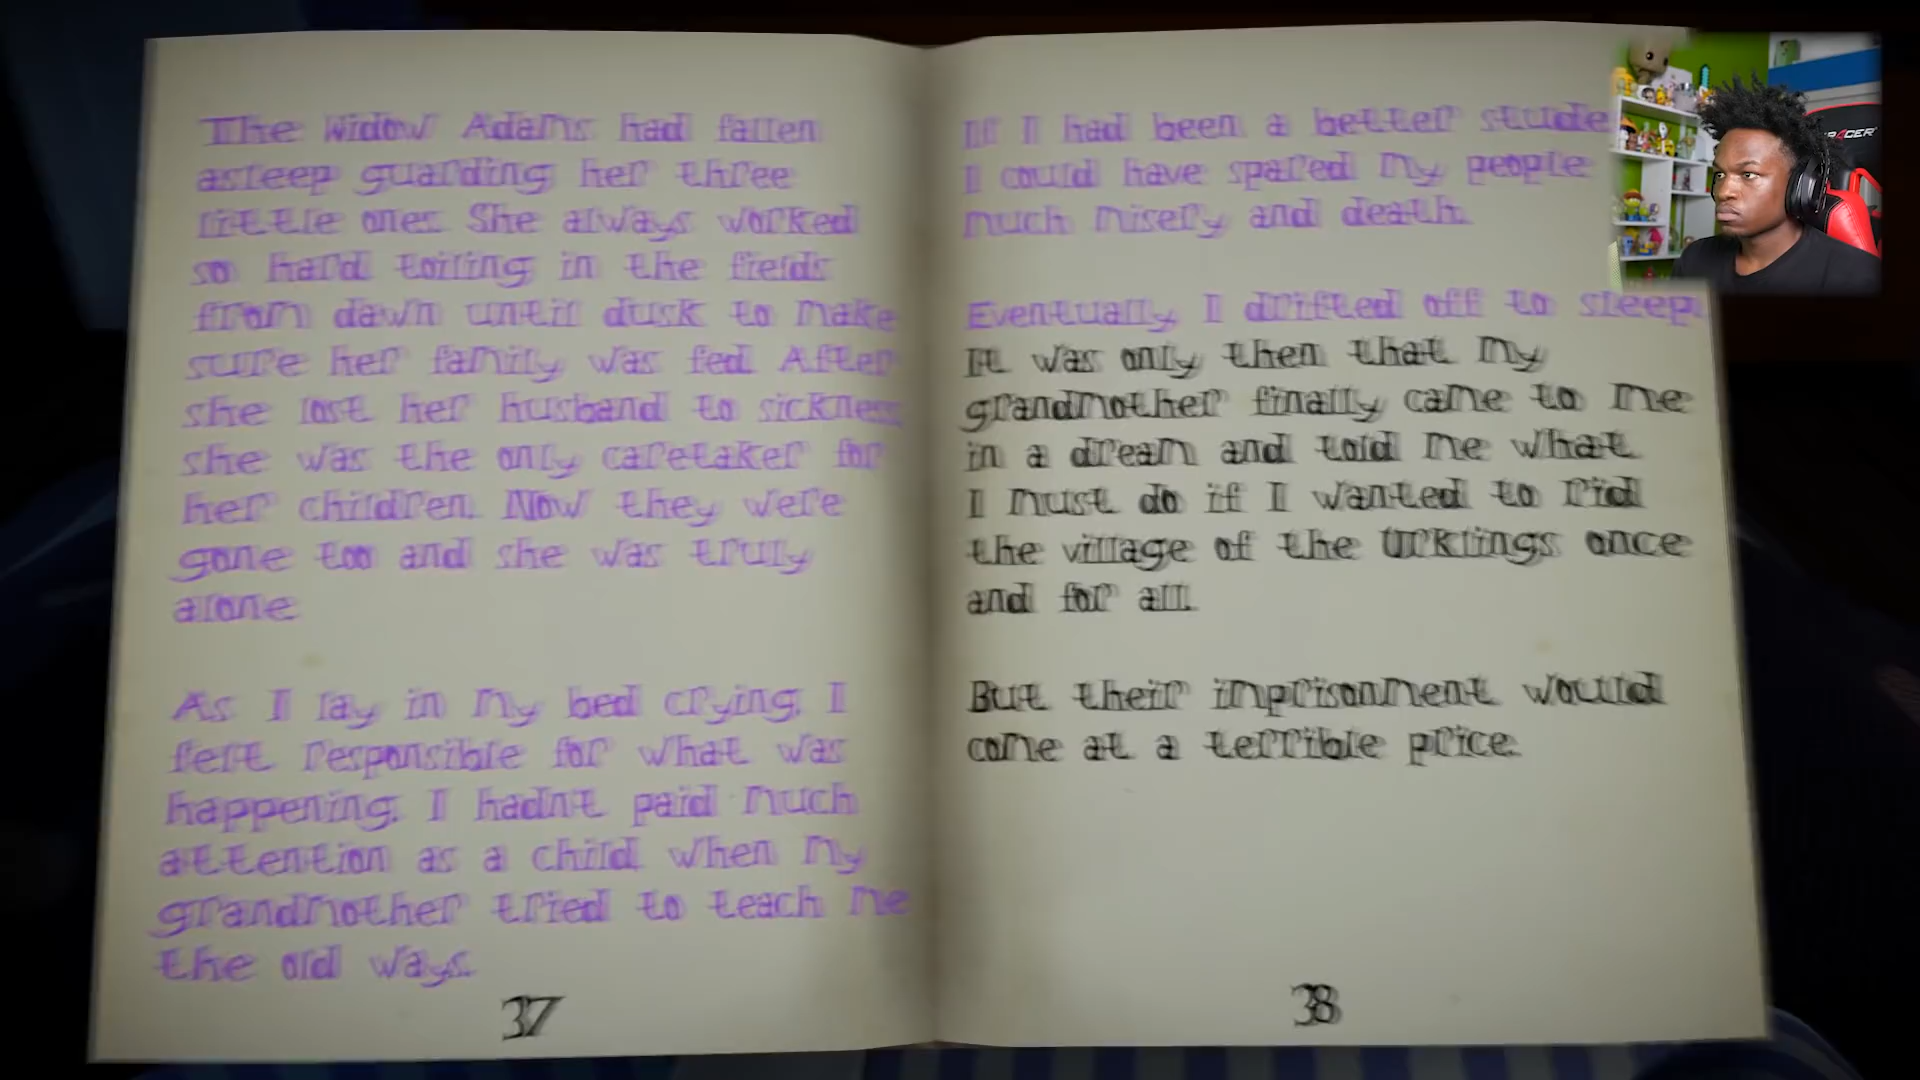 The Widow Adams had fallen
asleep guarding her three
little ones. She always worked
so hard toiling in the fields
from dawn until dusk to make
sure her family was fed. After
she lost her husband to sickness,
she was the only caretaker for
her children. Now they were
gone too and she was truly
alone.
As I lay in my bed crying, I
felt responsible for what was
happening. I hadn't paid much
attention as a child when my
grandmother tried to teach me
the old ways.
37
If I had been a better stude
I could have spared my people
much misery and death.
Eventually, I drifted off to sleep.
It was only then that my
grandmother finally came to me
in a dream and told me what
I must do if I wanted to rid
the village of the Urklings once
and for all.
But their imprisonment would
come at a terrible price.
38